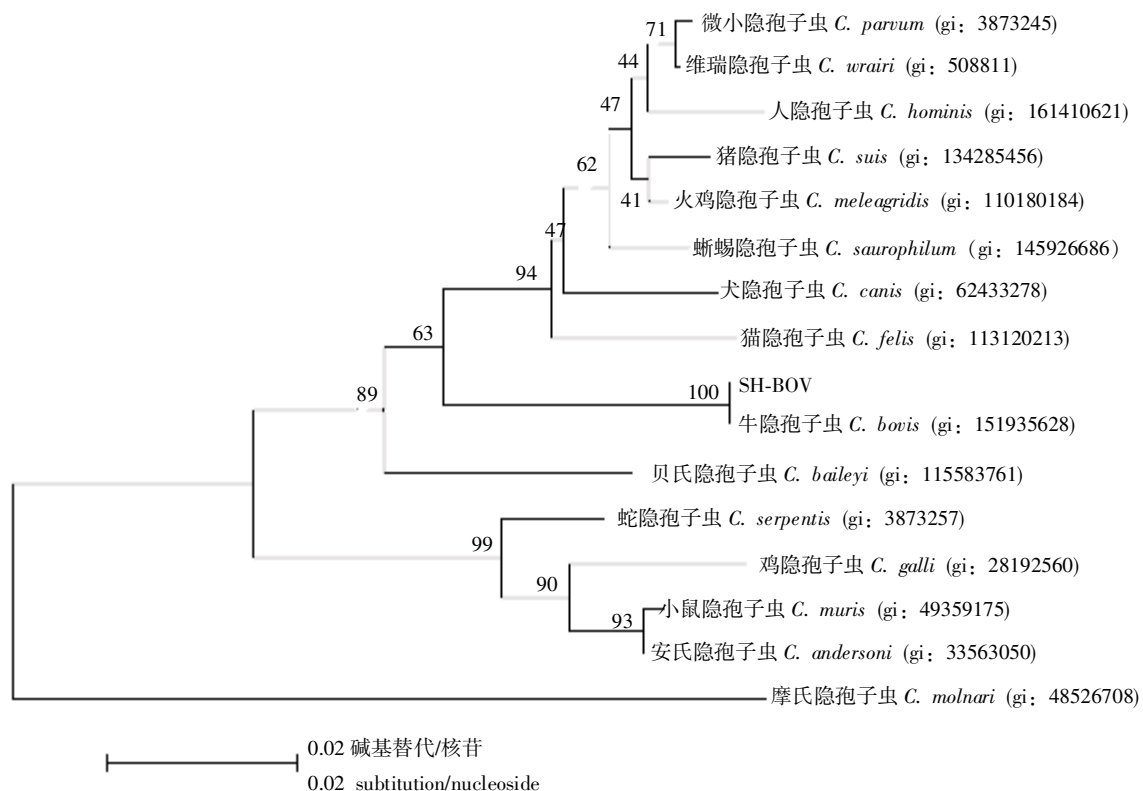 71
微小隐孢子虫 C. parvum (gi: 3873245)
44
维瑞隐孢子虫 C. wrairi (gi: 508811)
47
人隐孢子虫 C. hominis (gi: 161410621)
62
猪隐孢子虫 C. suis (gi: 134285456)
41
火鸡隐孢子虫 C. meleagridis (gi: 110180184)
47
蜥蜴隐孢子虫 C. saurophilum (gi: 145926686)
94
犬隐孢子虫 C. canis (gi: 62433278)
63
猫隐孢子虫 C. felis (gi: 113120213)
89
100
SH-BOV
牛隐孢子虫 C. bovis (gi: 151935628)
贝氏隐孢子虫 C. baileyi (gi: 115583761)
99
蛇隐孢子虫 C. serpentis (gi: 3873257)
90
鸡隐孢子虫 C. galli (gi: 28192560)
93
小鼠隐孢子虫 C. muris (gi: 49359175)
安氏隐孢子虫 C. andersoni (gi: 33563050)
摩氏隐孢子虫 C. molnari (gi: 48526708)
0.02 碱基替代/核苷
0.02 subtitution/nucleoside